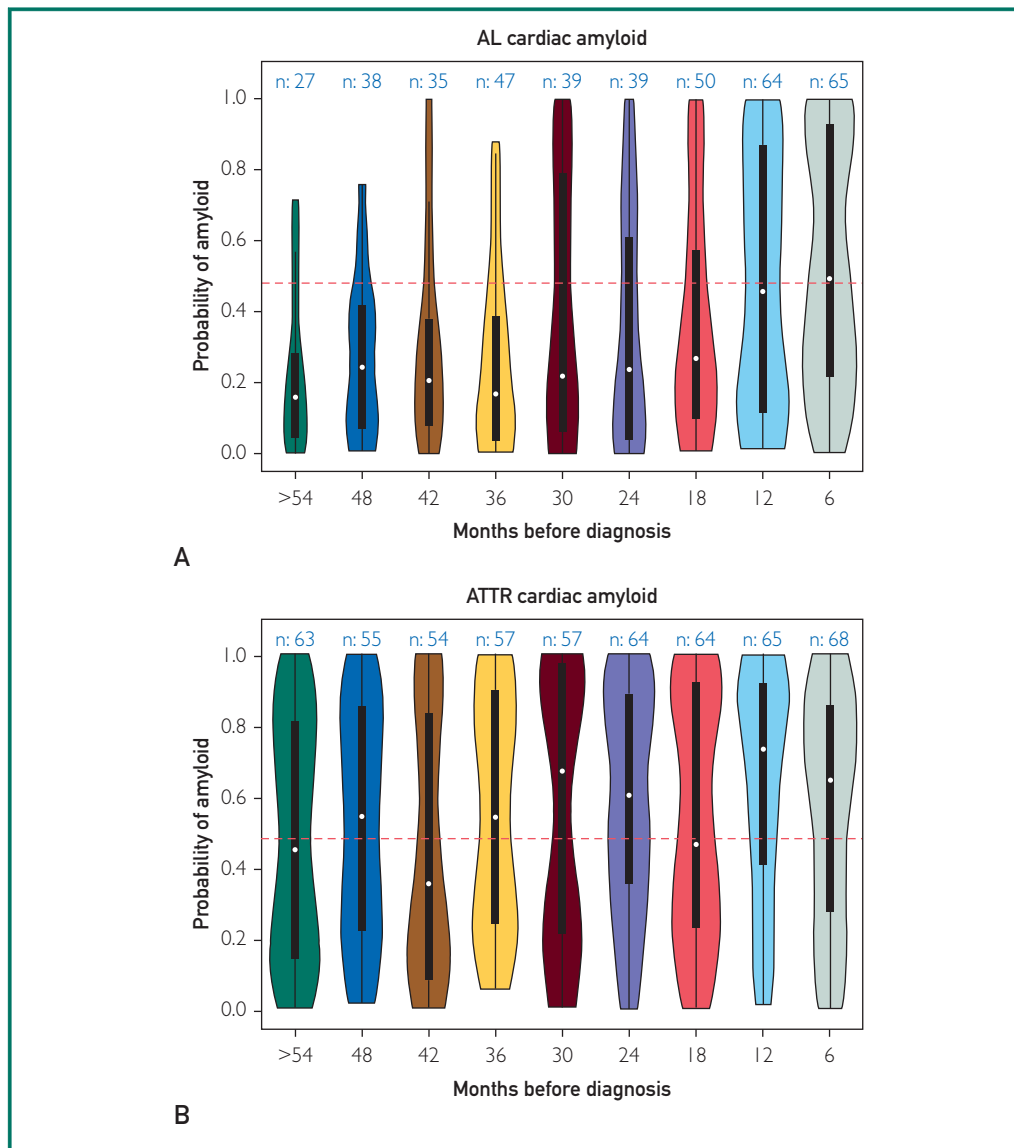 AL cardiac amyloid
n: 27 n: 38 n: 35 n: 47 n: 39 n: 39 n: 50 n: 64 n: 65
1.0
0.8
0.6
0.4
0.2
0.0
Probability of amyloid
>54 48 42 36 30 24 18 12 6
Months before diagnosis
A
ATTR cardiac amyloid
n: 63 n: 55 n: 54 n: 57 n: 57 n: 64 n: 64 n: 65 n: 68
1.0
0.8
0.6
0.4
0.2
0.0
Probability of amyloid
>54 48 42 36 30 24 18 12 6
Months before diagnosis
B